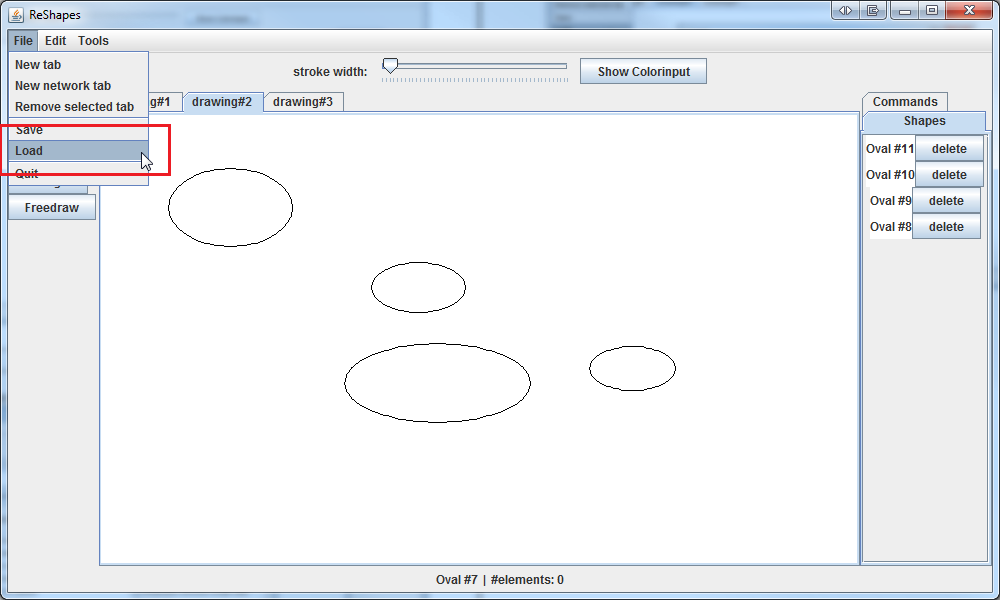 ReShapes
File Edit Tools
New tab
New network tab
Remove selected tab
Save
Load
Quit
Freedraw
stroke width:
Show Colorinput
g#1 drawing#2 drawing#3
Commands
Shapes
Oval #11 delete
Oval #10 delete
Oval #9 delete
Oval #8 delete
Oval #7 | #elements: 0